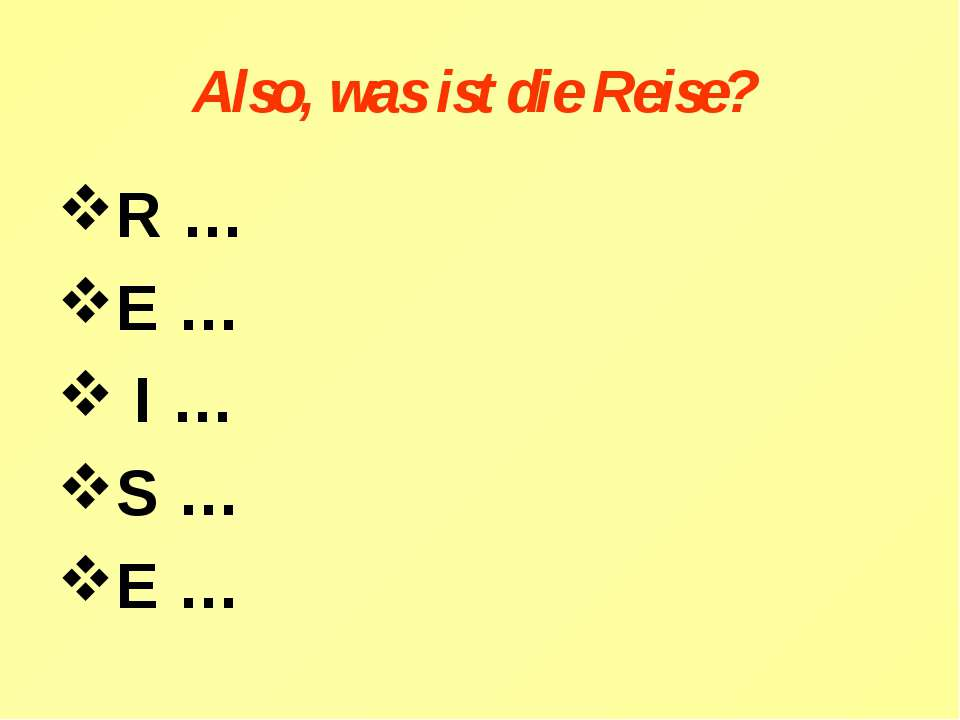 Also, was ist die Reise?
❖R …
❖E …
❖ I …
❖S …
❖E …